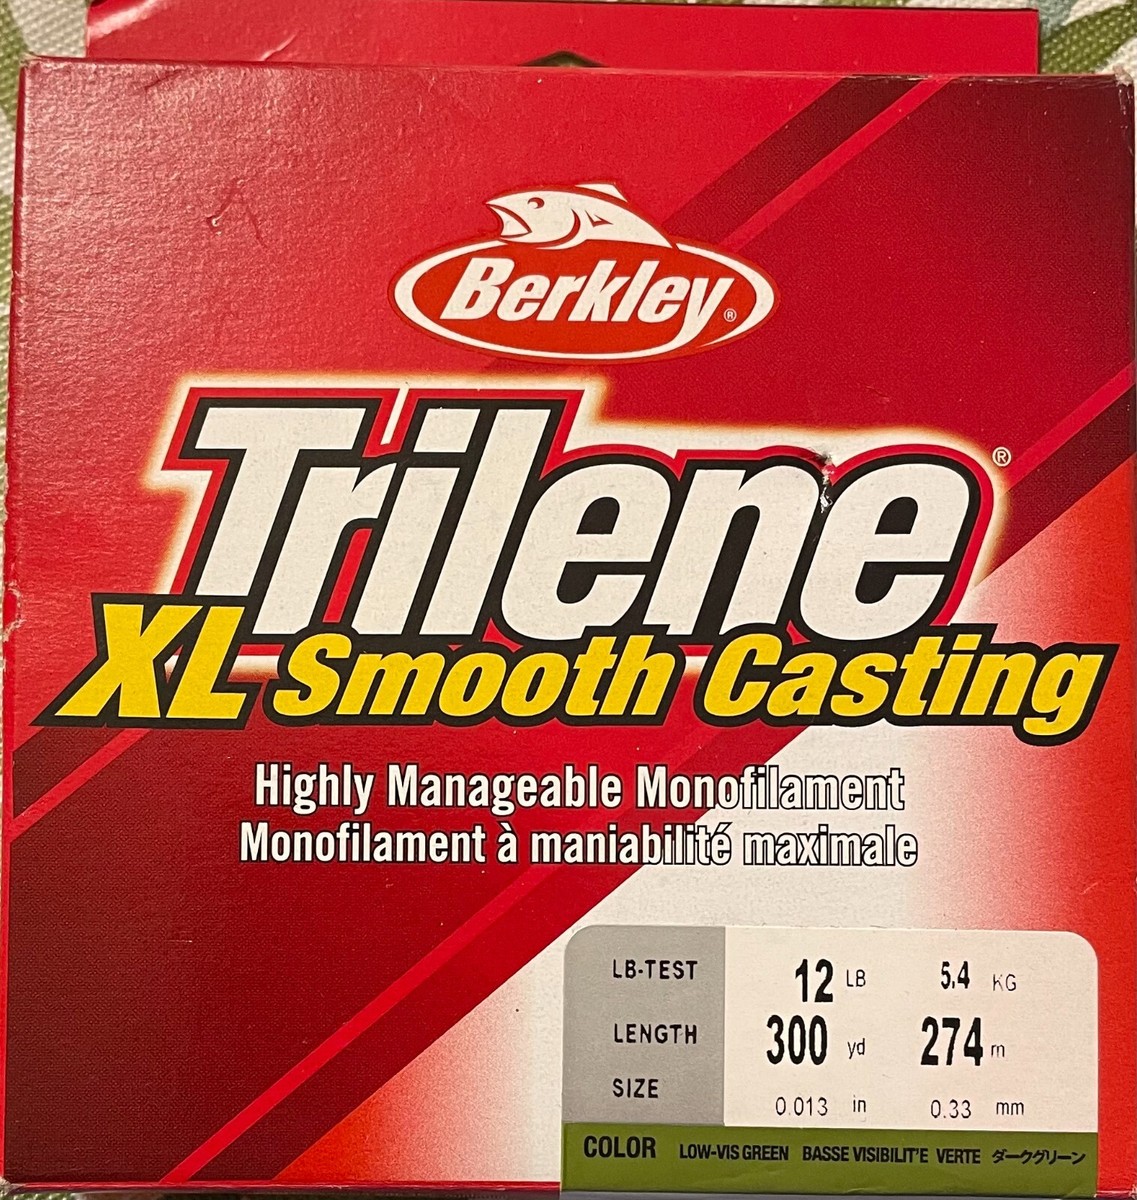 Berkley®
Trilene®
XL Smooth Casting
Highly Manageable Monofilament
Monofilament à maniabilité maximale
LB-TEST 12 LB 5.4 KG
LENGTH 300 yd 274 m
SIZE 0.013 in 0.33 mm
COLOR LOW-VIS GREEN BASSE VISIBILIT'E VERTE ダークグリーン